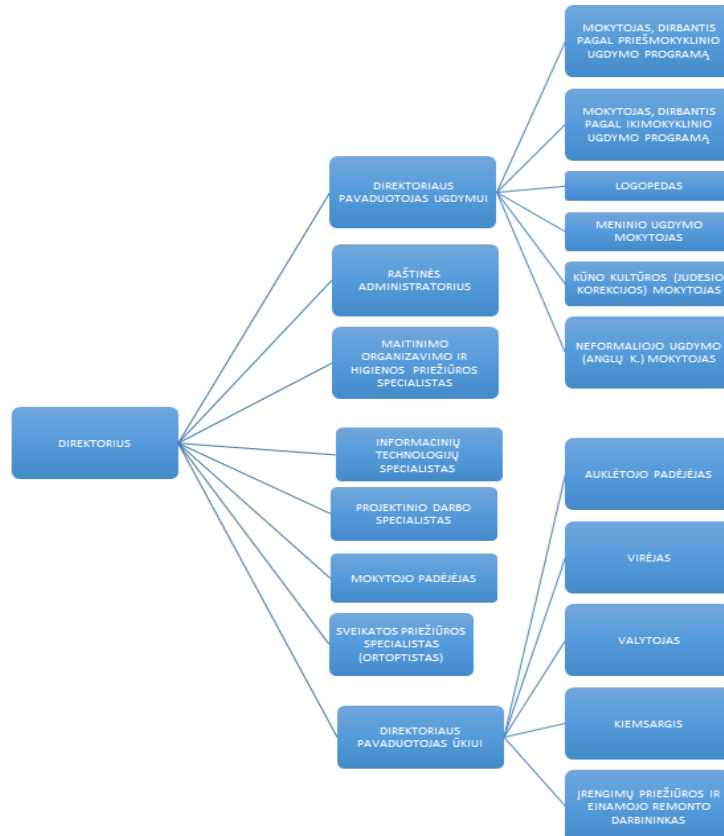 DIREKTORIUS
DIREKTORIAUS
PAVADUOTOJAS UGDYMUI
MOKYTOJAS, DIRBANTIS
PAGAL PRIEŠMOKYKLINIO
UGDYMO PROGRAMĄ
MOKYTOJAS, DIRBANTIS
PAGAL IKIMOKYKLINIO
UGDYMO PROGRAMĄ
LOGOPEDAS
MENINIO UGDYMO
MOKYTOJAS
KŪNO KULTŪROS (JUDESIO
KOREKCIJOS) MOKYTOJAS
NEFORMALIOJO UGDYMO
(ANGLŲ K.) MOKYTOJAS
RAŠTINĖS
ADMINISTRATORIUS
MAITINIMO
ORGANIZAVIMO IR
HIGIENOS PRIEŽIŪROS
SPECIALISTAS
INFORMACINIŲ
TECHNOLOGIJŲ
SPECIALISTAS
PROJEKTINIO DARBO
SPECIALISTAS
MOKYTOJO PADĖJĖJAS
SVEIKATOS PRIEŽIŪROS
SPECIALISTAS
(ORTOPTISTAS)
DIREKTORIAUS
PAVADUOTOJAS ŪKIUI
AUKLĖTOJO PADĖJĖJAS
VIRĖJAS
VALYTOJAS
KIEMSARGIS
ĮRENGIMŲ PRIEŽIŪROS IR
EINAMOJO REMONTO
DARBININKAS